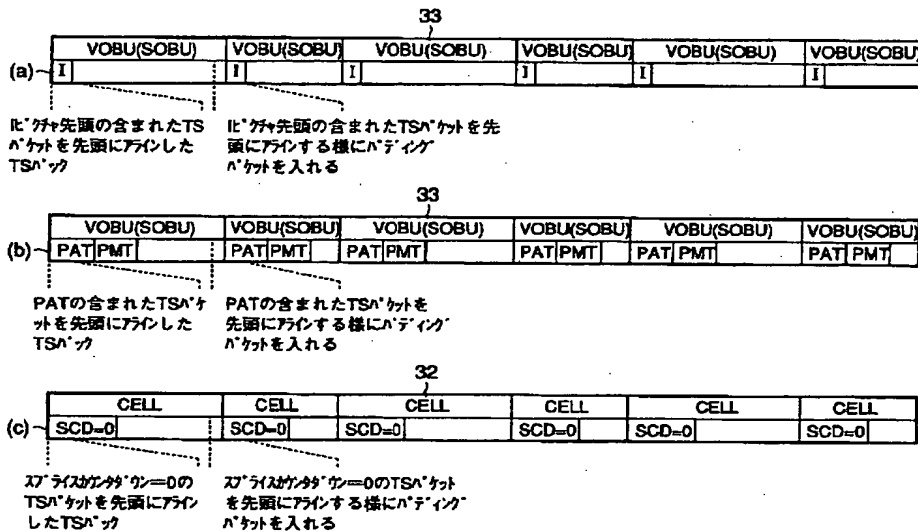 33
VOBU(SOBU) VOBU(SOBU) VOBU(SOBU) VOBU(SOBU) VOBU(SOBU) VOBU(SOBU)
(a) I I I I I I
Iピクチャ先頭の含まれたTS
パケットを先頭にアラインした
TSパック
Iピクチャ先頭の含まれたTSパケットを先
頭にアラインする様にパディング
パケットを入れる
33
VOBU(SOBU) VOBU(SOBU) VOBU(SOBU) VOBU(SOBU) VOBU(SOBU) VOBU(SOBU)
(b) PAT PMT PAT PMT PAT PMT PAT PMT PAT PMT PAT PMT
PATの含まれたTSパケ
ットを先頭にアラインした
TSパック
PATの含まれたTSパケットを
先頭にアラインする様にパディング
パケットを入れる
32
CELL CELL CELL CELL CELL CELL
(c) SCD=0 SCD=0 SCD=0 SCD=0 SCD=0 SCD=0
スプライスカウンタダウン=0の
TSパケットを先頭にアライン
したTSパック
スプライスカウンタダウン=0のTSパケット
を先頭にアラインする様にパディング
パケットを入れる